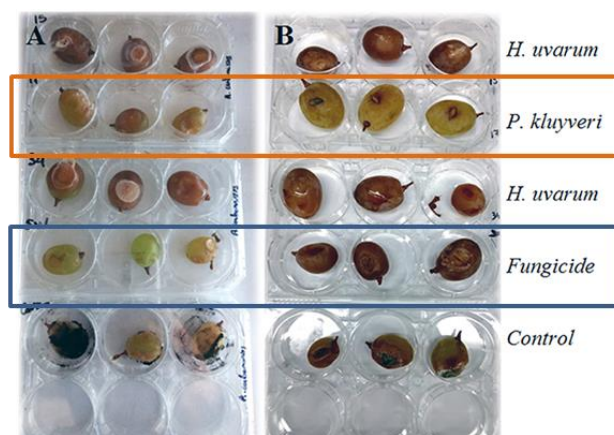 A B
H. uvarum
P. kluyveri
H. uvarum
Fungicide
Control